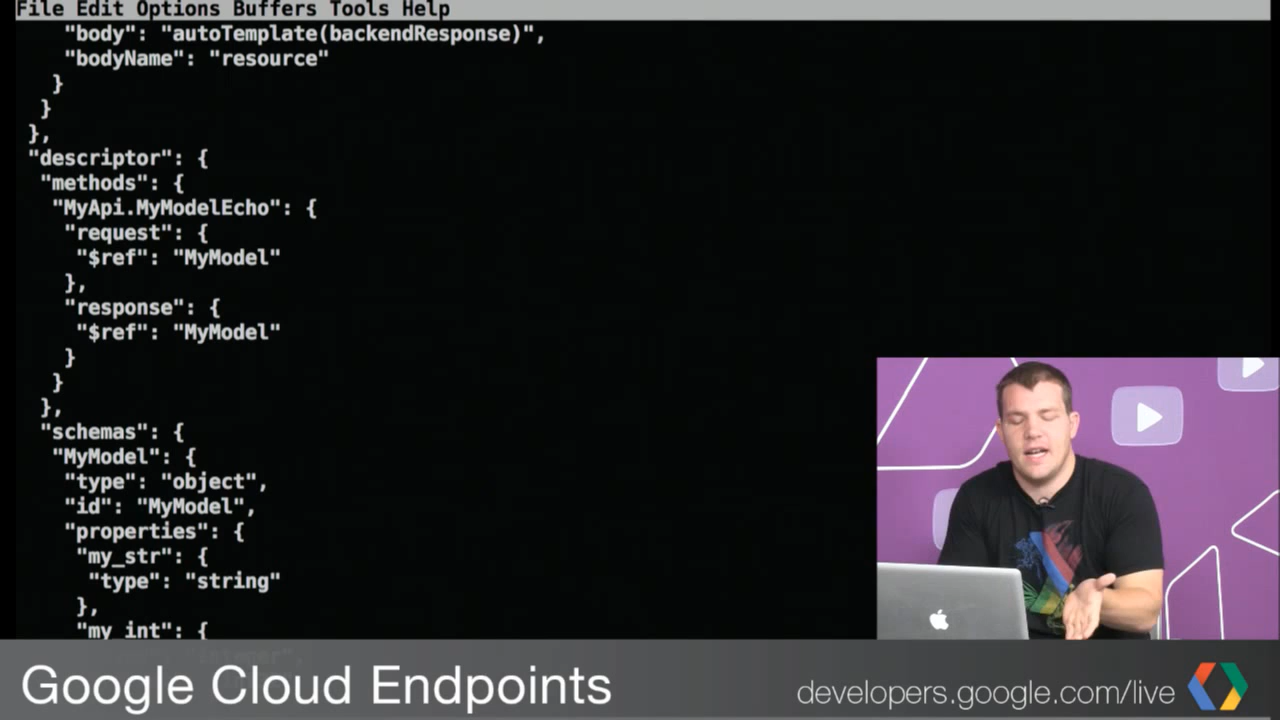 File Edit Options Buffers Tools Help
"body": "autoTemplate(backendResponse)",
"bodyName": "resource"
}
}
},
"descriptor": {
"methods": {
"MyApi.MyModelEcho": {
"request": {
"$ref": "MyModel"
},
"response": {
"$ref": "MyModel"
}
}
},
"schemas": {
"MyModel": {
"type": "object",
"id": "MyModel",
"properties": {
"my_str": {
"type": "string"
},
"my_int": {
"integer",
Google Cloud Endpoints
developers.google.com/live